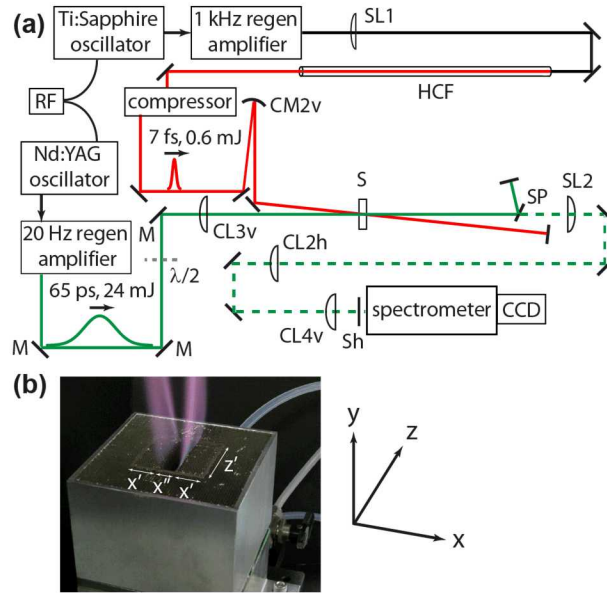 (a)
Ti:Sapphire
oscillator
1 kHz regen
amplifier
SL1
RF
compressor
HCF
CM2v
7 fs, 0.6 mJ
Nd:YAG
oscillator
S
SP
SL2
20 Hz regen
amplifier
M
CL3v
λ/2
CL2h
65 ps, 24 mJ
M
M
CL4v
Sh
spectrometer
CCD
(b)
x'
x''
x'
z'
y
z
x